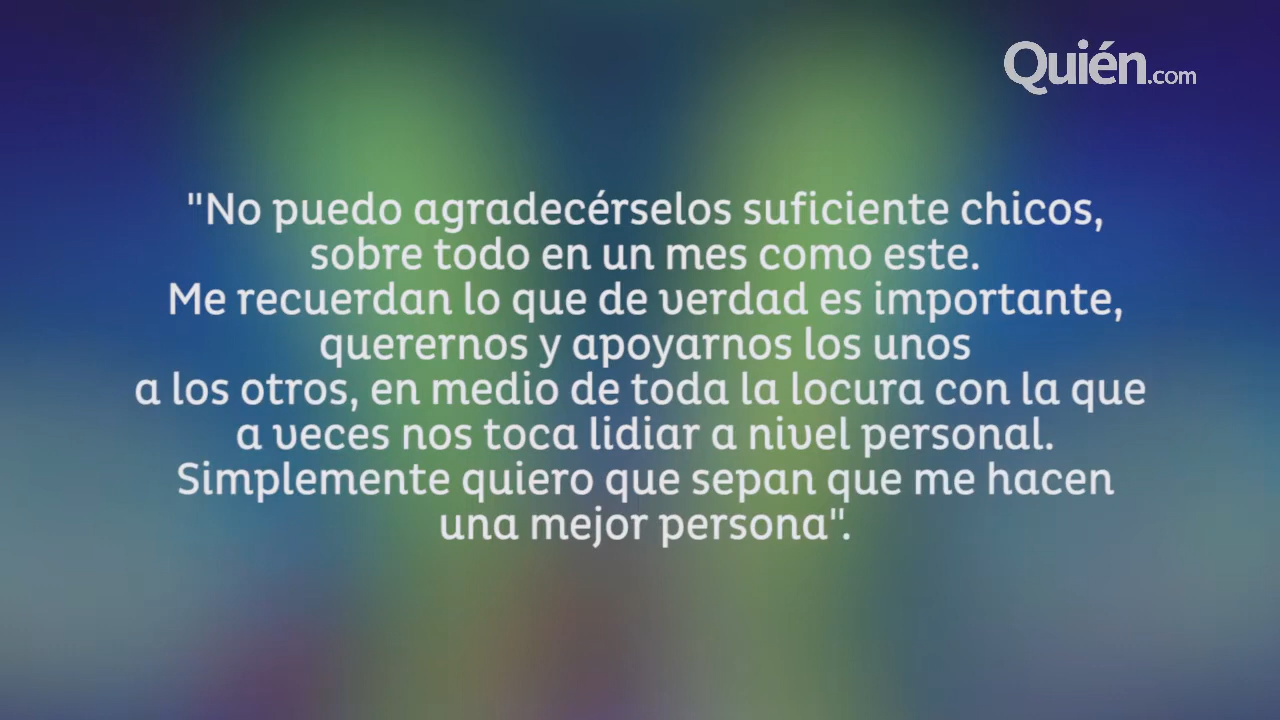 Quién.com
"No puedo agradecérselos suficiente chicos,
sobre todo en un mes como este.
Me recuerdan lo que de verdad es importante,
querernos y apoyarnos los unos
a los otros, en medio de toda la locura con la que
a veces nos toca lidiar a nivel personal.
Simplemente quiero que sepan que me hacen
una mejor persona".